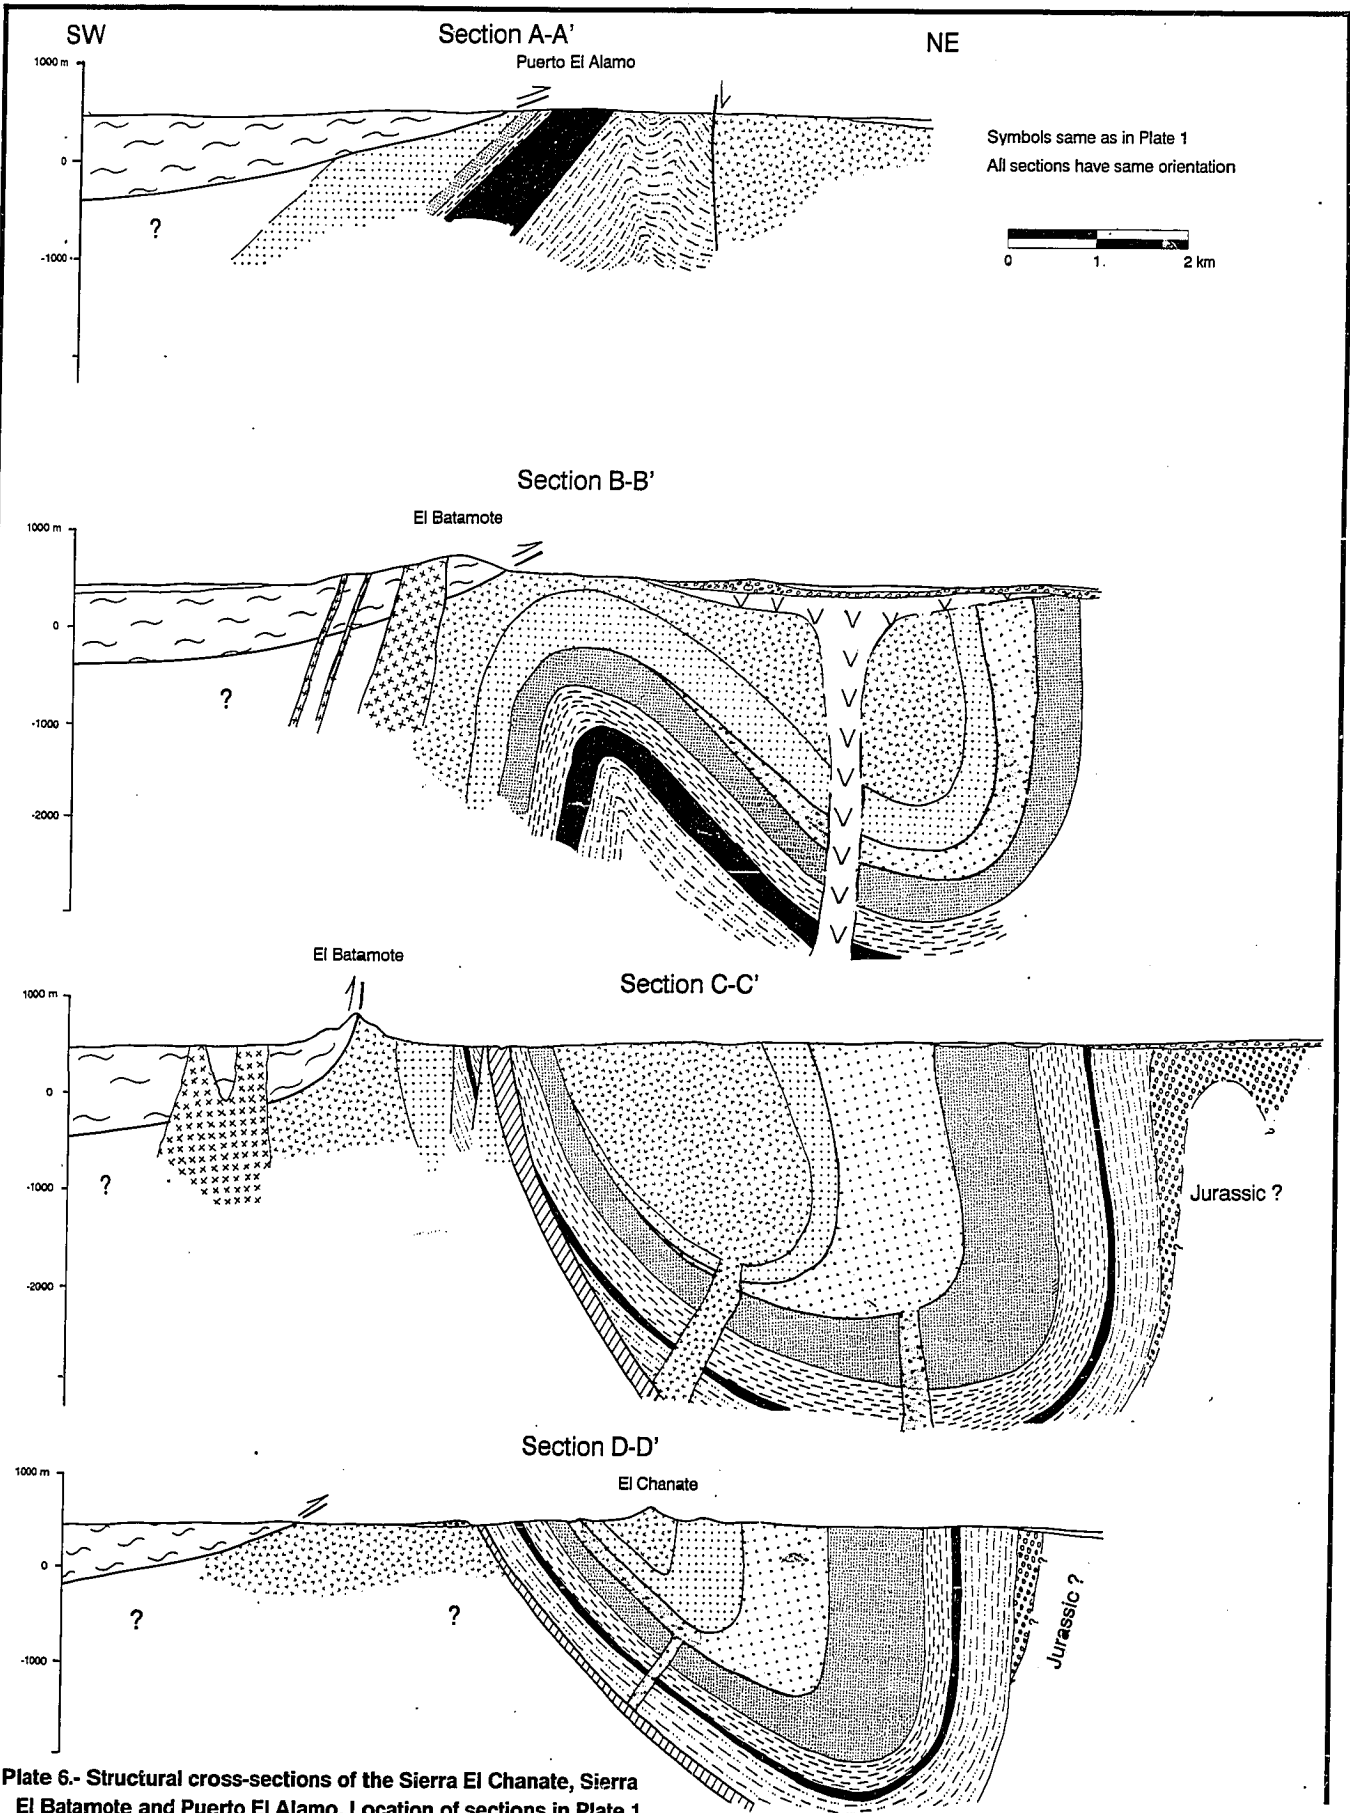 SW
Section A-A'
NE
Puerto El Alamo
1000 m
0
-1000
?
Symbols same as in Plate 1
All sections have same orientation
0 1. 2 km
Section B-B'
El Batamote
1000 m
0
-1000
-2000
?
V V V V V V V
V
V
V
V
V
V
V
El Batamote
Section C-C'
1000 m
0
-1000
-2000
?
Jurassic ?
?
?
Section D-D'
El Chanate
1000 m
0
-1000
?
?
?
?
Jurassic ?
Plate 6.- Structural cross-sections of the Sierra El Chanate, Sierra
El Batamote and Puerto El Alamo. Location of sections in Plate 1